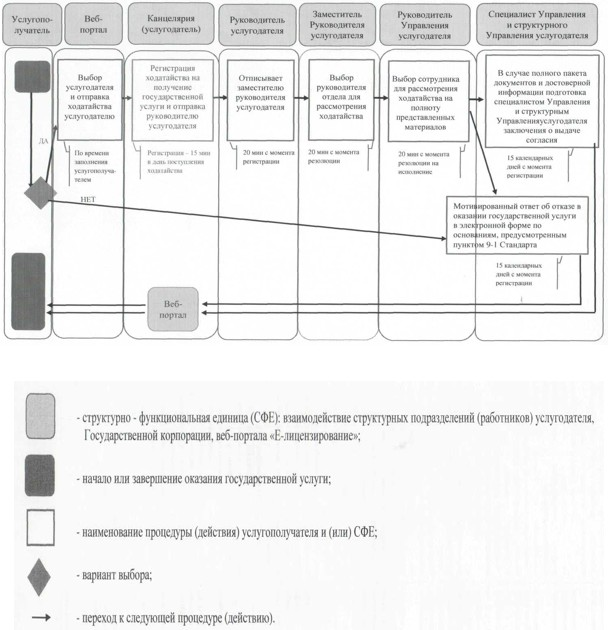 Услугопо-
лучатель
Веб-
портал
Канцелярия
(услугодатель)
Руководитель
услугодателя
Заместитель
Руководителя
услугодателя
Руководитель
Управления
услугодателя
Специалист Управления
и структурного
Управления услугодателя
Выбор
услугодателя
и отправка
ходатайства
услугодателю
Регистрация
ходатайства на
получение
государственной
услуги и отправка
руководителю
услугодателя
Отписывает
заместителю
руководителя
услугодателя
Выбор
руководителя
отдела для
рассмотрения
ходатайства
Выбор сотрудника
для рассмотрения
ходатайства на
полноту
представленных
материалов
В случае полного пакета
документов и достоверной
информации подготовка
специалистом Управления
и структурным
Управленияуслугодателя
заключения о выдаче
согласия
ДА
По времени
заполнения
услугополуча-
телем
Регистрация – 15 мин
в день поступления
ходатайства
20 мин с момента
регистрации
20 мин с момента
резолюции
20 мин с момента
резолюции на
исполнение
15 календарных
дней с момента
регистрации
НЕТ
Мотивированный ответ об отказе в
оказании государственной услуги
в электронной форме по
основаниям, предусмотренным
пунктом 9-1 Стандарта
15 календарных
дней с момента
регистрации
Веб-
портал
- структурно - функциональная единица (СФЕ): взаимодействие структурных подразделений (работников) услугодателя,
Государственной корпорации, веб-портала «Е-лицензирование»;
- начало или завершение оказания государственной услуги;
- наименование процедуры (действия) услугополучателя и (или) СФЕ;
- вариант выбора;
- переход к следующей процедуре (действию).